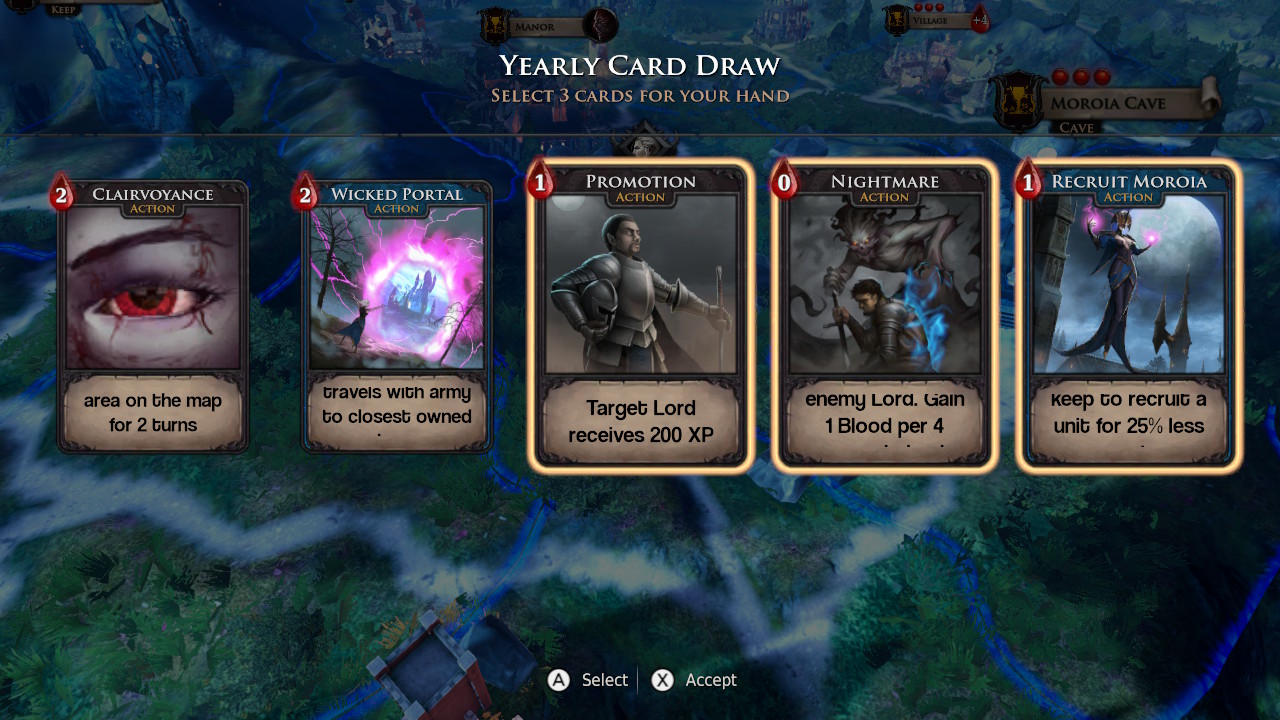 KEEP
MANOR
VILLAGE
+4
YEARLY CARD DRAW
SELECT 3 CARDS FOR YOUR HAND
MOROIA CAVE
CAVE
2
CLAIRVOYANCE
ACTION
area on the map
for 2 turns
2
WICKED PORTAL
ACTION
travels with army
to closest owned
1
PROMOTION
ACTION
Target Lord
receives 200 XP
0
NIGHTMARE
ACTION
enemy Lord. Gain
1 Blood per 4
1
RECRUIT MOROIA
ACTION
keep to recruit a
unit for 25% less
A Select
X Accept